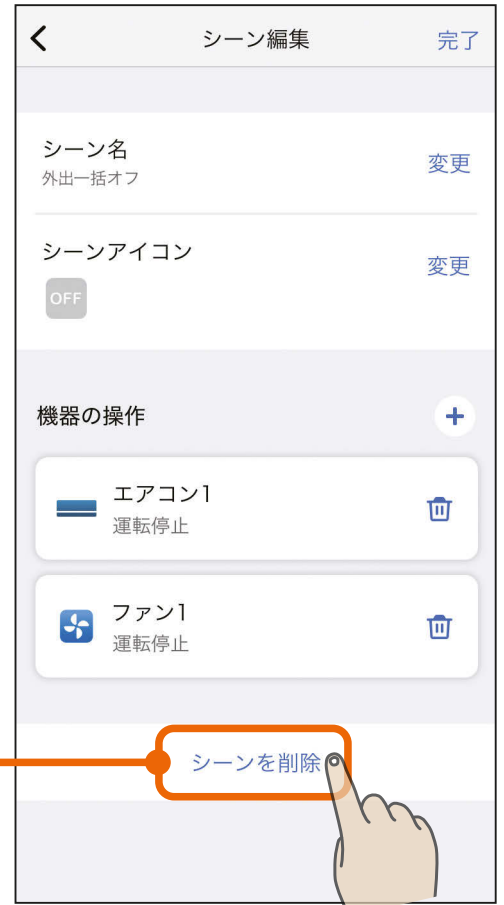 シーン編集
完了
シーン名
外出一括オフ
変更
シーンアイコン
変更
OFF
機器の操作
エアコン1
運転停止
ファン1
運転停止
シーンを削除